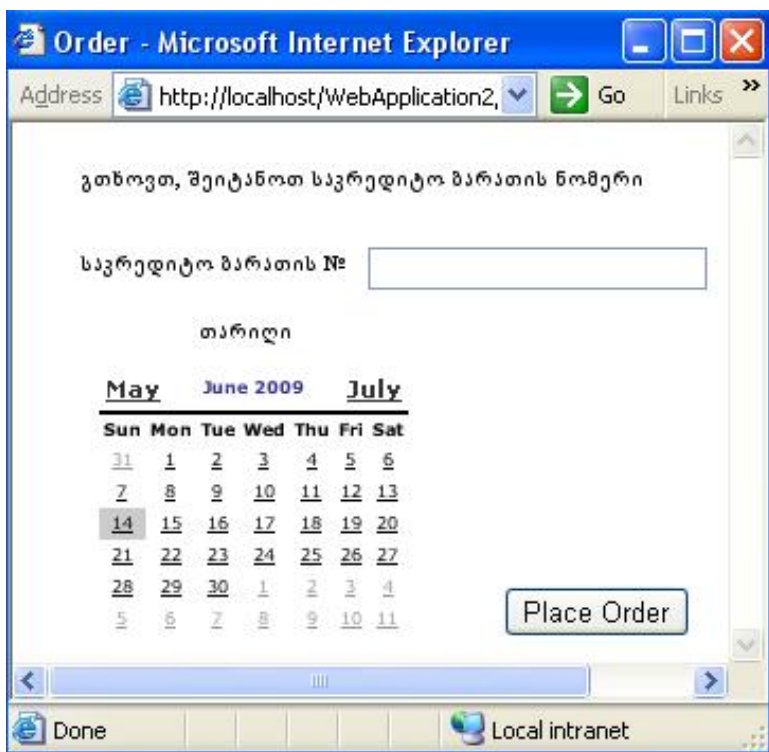 Order - Microsoft Internet Explorer
Address http://localhost/WebApplication2, Go Links »
გთხოვთ, შეიტანოთ საკრედიტო ბარათის ნომერი
საკრედიტო ბარათის №
თარიღი
May June 2009 July
Sun Mon Tue Wed Thu Fri Sat
31 1 2 3 4 5 6
7 8 9 10 11 12 13
14 15 16 17 18 19 20
21 22 23 24 25 26 27
28 29 30 1 2 3 4
5 6 7 8 9 10 11
Place Order
Done Local intranet